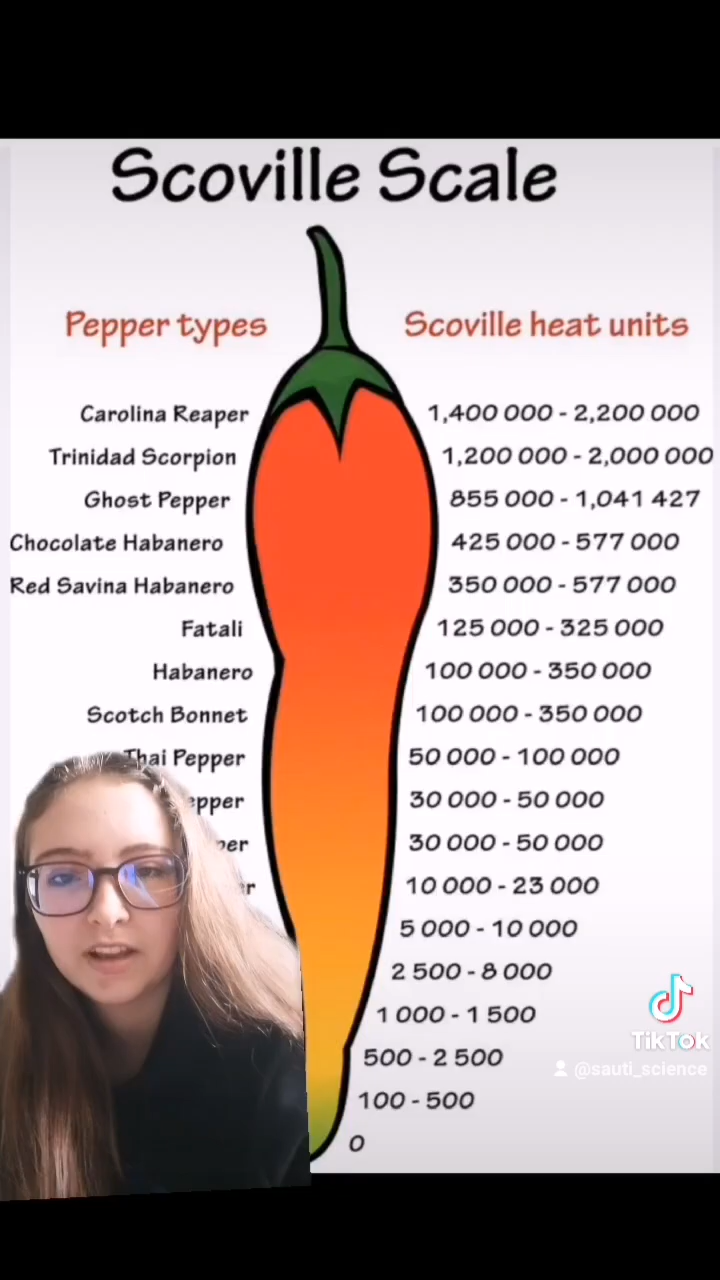 Scoville Scale
Pepper types Scoville heat units
Carolina Reaper 1,400 000 - 2,200 000
Trinidad Scorpion 1,200 000 - 2,000 000
Ghost Pepper 855 000 - 1,041 427
Chocolate Habanero 425 000 - 577 000
Red Savina Habanero 350 000 - 577 000
Fatali 125 000 - 325 000
Habanero 100 000 - 350 000
Scotch Bonnet 100 000 - 350 000
Thai Pepper 50 000 - 100 000
30 000 - 50 000
30 000 - 50 000
10 000 - 23 000
5 000 - 10 000
2 500 - 8 000
1 000 - 1 500
500 - 2 500
100 - 500
0
TikTok
@sauti_science